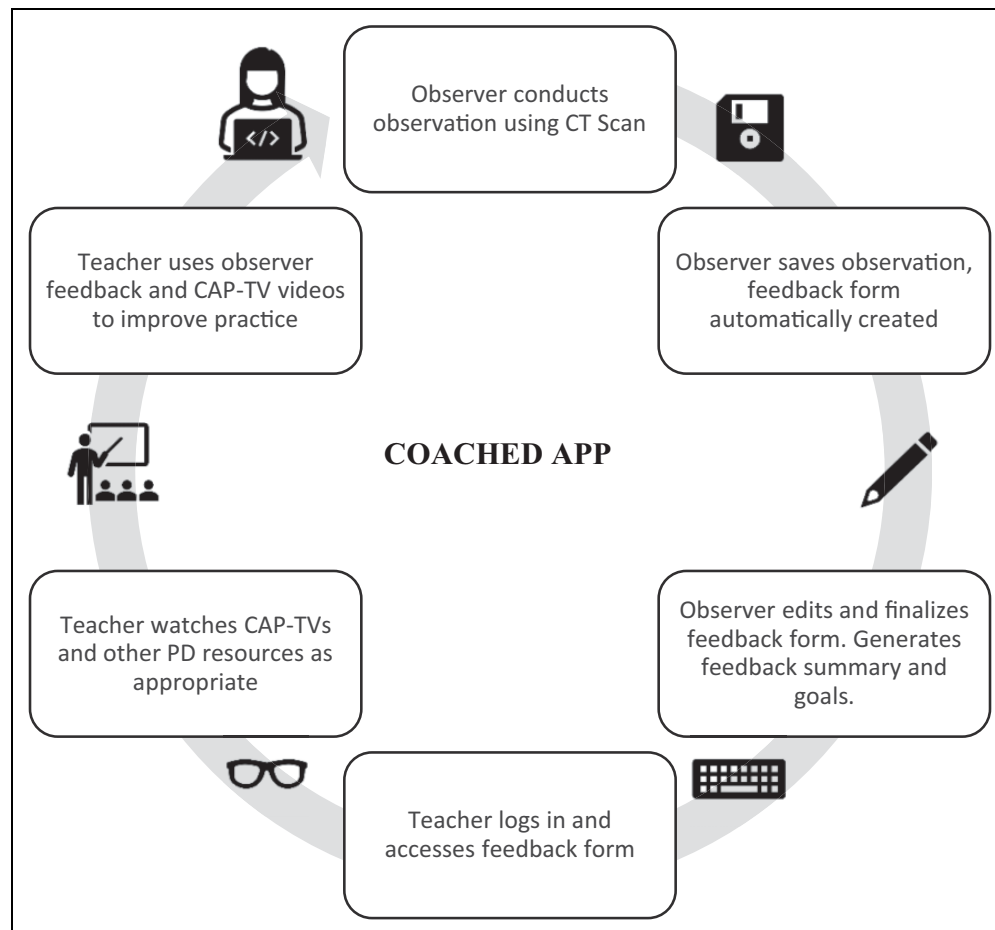 Observer conducts
observation using CT Scan
</>
Observer saves observation,
feedback form
automatically created
Observer edits and finalizes
feedback form. Generates
feedback summary and
goals.
Teacher logs in and
accesses feedback form
Teacher watches CAP-TVs
and other PD resources as
appropriate
Teacher uses observer
feedback and CAP-TV videos
to improve practice
COACHED APP